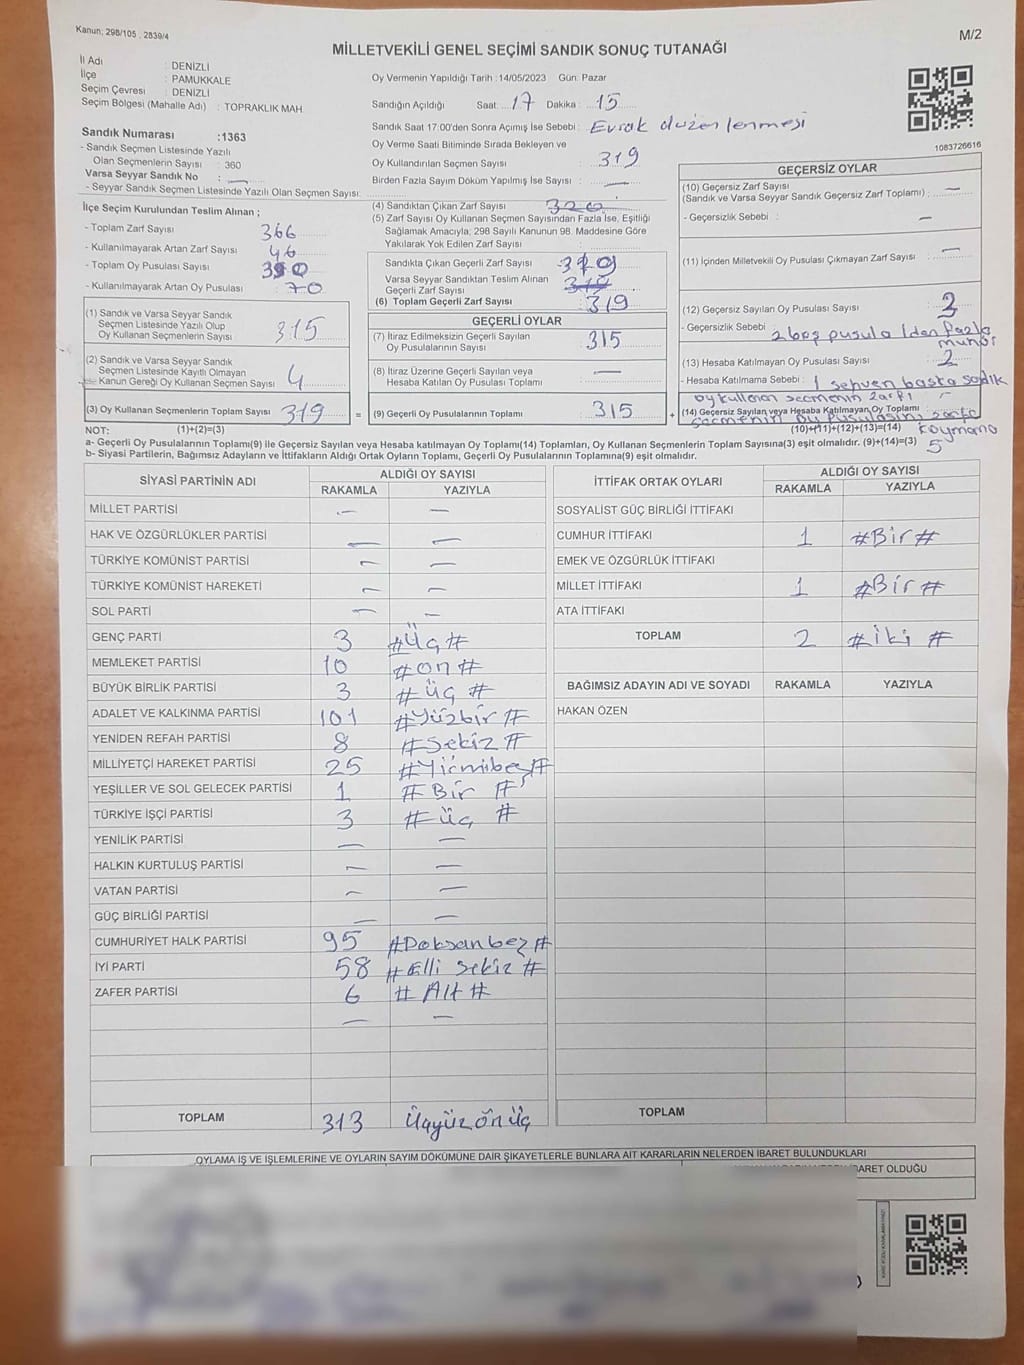 Kanun, 298/105 , 2839/4
M/2
MİLLETVEKİLİ GENEL SEÇİMİ SANDIK SONUÇ TUTANAĞI
İl Adı : DENİZLİ
İlçe : PAMUKKALE
Seçim Çevresi : DENİZLİ
Seçim Bölgesi (Mahalle Adı) : TOPRAKLIK MAH
Sandık Numarası :1363
- Sandık Seçmen Listesinde Yazılı
Olan Seçmenlerin Sayısı : 360
Varsa Seyyar Sandık No : —
- Seyyar Sandık Seçmen Listesinde Yazılı Olan Seçmen Sayısı:
Oy Vermenin Yapıldığı Tarih :14/05/2023 Gün: Pazar
Sandığın Açıldığı Saat: 17 Dakika : 15
Sandık Saat 17:00'den Sonra Açımış İse Sebebi : Evrak düzenlenmesi
Oy Verme Saati Bitiminde Sırada Bekleyen ve
Oy Kullandırılan Seçmen Sayısı : 319
Birden Fazla Sayım Döküm Yapılmış İse Sayısı : —
1083726616
İlçe Seçim Kurulundan Teslim Alınan ;
- Toplam Zarf Sayısı : 366
- Kullanılmayarak Artan Zarf Sayısı : 46
- Toplam Oy Pusulası Sayısı :
- Kullanılmayarak Artan Oy Pusulası : 70
(4) Sandıktan Çıkan Zarf Sayısı : 320
(5) Zarf Sayısı Oy Kullanan Seçmen Sayısından Fazla İse, Eşitliği
Sağlamak Amacıyla, 298 Sayılı Kanunun 98. Maddesine Göre
Yakılarak Yok Edilen Zarf Sayısı :
Sandıkta Çıkan Geçerli Zarf Sayısı : 319
Varsa Seyyar Sandıktan Teslim Alınan
Geçerli Zarf Sayısı :
(6) Toplam Geçerli Zarf Sayısı : 319
GEÇERSİZ OYLAR
(10) Geçersiz Zarf Sayısı
(Sandık ve Varsa Seyyar Sandık Geçersiz Zarf Toplamı) : —
- Geçersizlik Sebebi : —
(11) İçinden Milletvekili Oy Pusulası Çıkmayan Zarf Sayısı : —
(12) Geçersiz Sayılan Oy Pusulası Sayısı : 3
- Geçersizlik Sebebi : 2 boş pusula 1den fazla
mühür
(13) Hesaba Katılmayan Oy Pusulası Sayısı : 2
- Hesaba Katılmama Sebebi : 1 sehven başka sandık
oy kullanan seçmenin zarfı
(14) Geçersiz Sayılan veya Hesaba Katılmayan Oy Toplamı :
seçmenin oy pusulasını zarfa
koymama
(10)+(11)+(12)+(13)=(14)
5
(1) Sandık ve Varsa Seyyar Sandık
Seçmen Listesinde Yazılı Olup
Oy Kullanan Seçmenlerin Sayısı : 315
(2) Sandık ve Varsa Seyyar Sandık
Seçmen Listesinde Kayıtlı Olmayan
Kanun Gereği Oy Kullanan Seçmen Sayısı : 4
(3) Oy Kullanan Seçmenlerin Toplam Sayısı : 319 =
GEÇERLİ OYLAR
(7) İtiraz Edilmeksizin Geçerli Sayılan
Oy Pusulalarının Sayısı : 315
(8) İtiraz Üzerine Geçerli Sayılan veya
Hesaba Katılan Oy Pusulası Toplamı : —
(9) Geçerli Oy Pusulalarının Toplamı : 315 +
NOT: (1)+(2)=(3)
a- Geçerli Oy Pusulalarının Toplamı(9) ile Geçersiz Sayılan veya Hesaba katılmayan Oy Toplamı(14) Toplamları, Oy Kullanan Seçmenlerin Toplam Sayısına(3) eşit olmalıdır. (9)+(14)=(3)
b- Siyasi Partilerin, Bağımsız Adayların ve İttifakların Aldığı Ortak Oyların Toplamı, Geçerli Oy Pusulalarının Toplamına(9) eşit olmalıdır.
SİYASİ PARTİNİN ADI ALDIĞI OY SAYISI
RAKAMLA YAZIYLA
MİLLET PARTİSİ — —
HAK VE ÖZGÜRLÜKLER PARTİSİ — —
TÜRKİYE KOMÜNİST PARTİSİ — —
TÜRKİYE KOMÜNİST HAREKETİ — —
SOL PARTİ — —
GENÇ PARTİ 3 #Üç#
MEMLEKET PARTİSİ 10 #on#
BÜYÜK BİRLİK PARTİSİ 3 #üç#
ADALET VE KALKINMA PARTİSİ 101 #Yüzbir#
YENİDEN REFAH PARTİSİ 8 #Sekiz#
MİLLİYETÇİ HAREKET PARTİSİ 25 #Yirmibeş#
YEŞİLLER VE SOL GELECEK PARTİSİ 1 #Bir#
TÜRKİYE İŞÇİ PARTİSİ 3 #üç#
YENİLİK PARTİSİ — —
HALKIN KURTULUŞ PARTİSİ — —
VATAN PARTİSİ — —
GÜÇ BİRLİĞİ PARTİSİ — —
CUMHURİYET HALK PARTİSİ 95 #Doksanbeş#
İYİ PARTİ 58 #Elli sekiz#
ZAFER PARTİSİ 6 #Altı#
— —
TOPLAM 313 Üçyüz önüç
İTTİFAK ORTAK OYLARI ALDIĞI OY SAYISI
RAKAMLA YAZIYLA
SOSYALİST GÜÇ BİRLİĞİ İTTİFAKI
CUMHUR İTTİFAKI 1 #Bir#
EMEK VE ÖZGÜRLÜK İTTİFAKI
MİLLET İTTİFAKI 1 #Bir#
ATA İTTİFAKI
TOPLAM 2 #iki#
BAĞIMSIZ ADAYIN ADI VE SOYADI RAKAMLA YAZIYLA
HAKAN ÖZEN
TOPLAM
OYLAMA İŞ VE İŞLEMLERİNE VE OYLARIN SAYIM DÖKÜMÜNE DAİR ŞİKAYETLERLE BUNLARA AİT KARARLARIN NELERDEN İBARET BULUNDUKLARI
BARET OLDUĞU